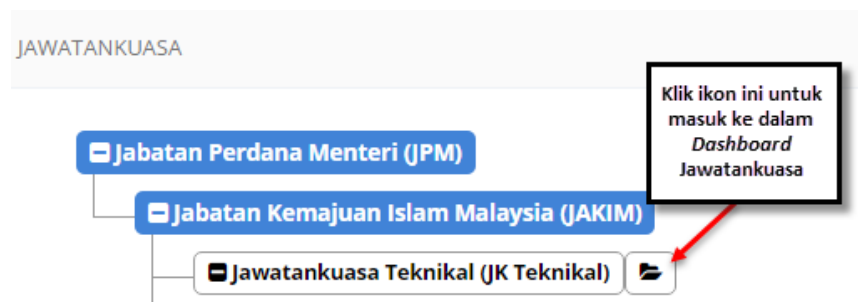 JAWATANKUASA
Klik ikon ini untuk
masuk ke dalam
Dashboard
Jawatankuasa
Jabatan Perdana Menteri (JPM)
Jabatan Kemajuan Islam Malaysia (JAKIM)
Jawatankuasa Teknikal (JK Teknikal)